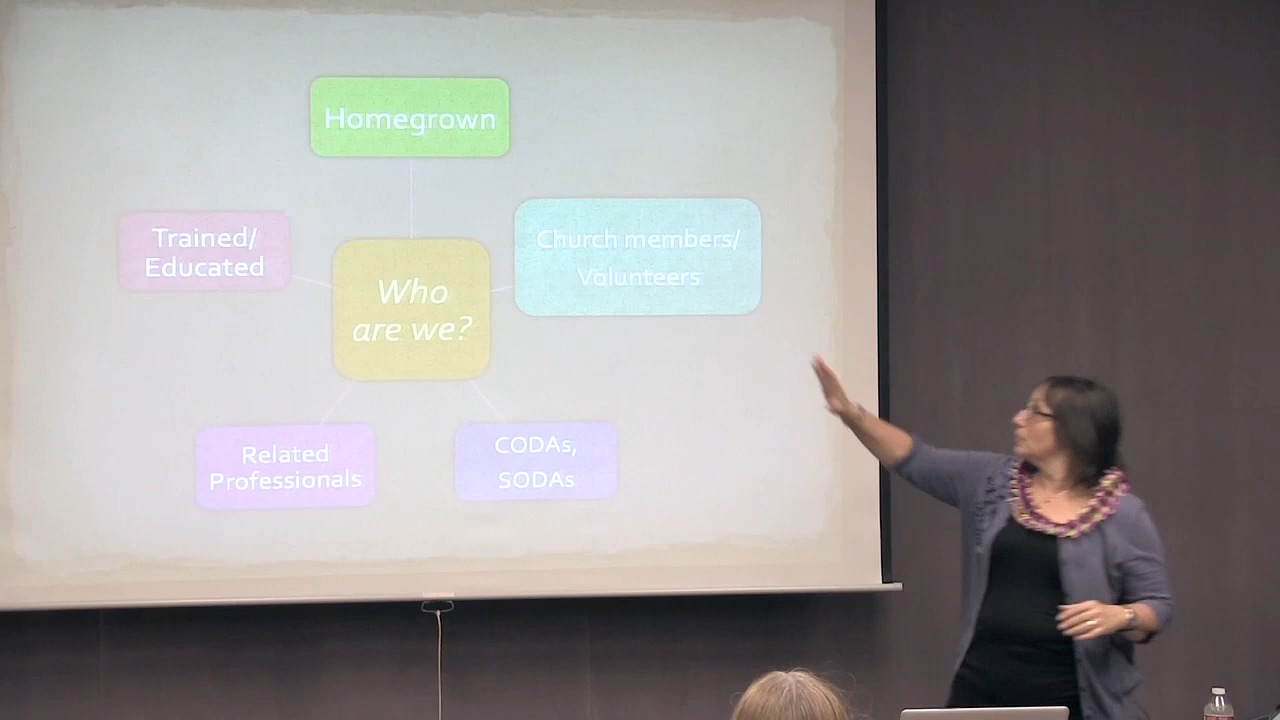 Homegrown
Trained/
Educated
Church members/
Volunteers
Who
are we?
Related
Professionals
CODAs,
SODAs